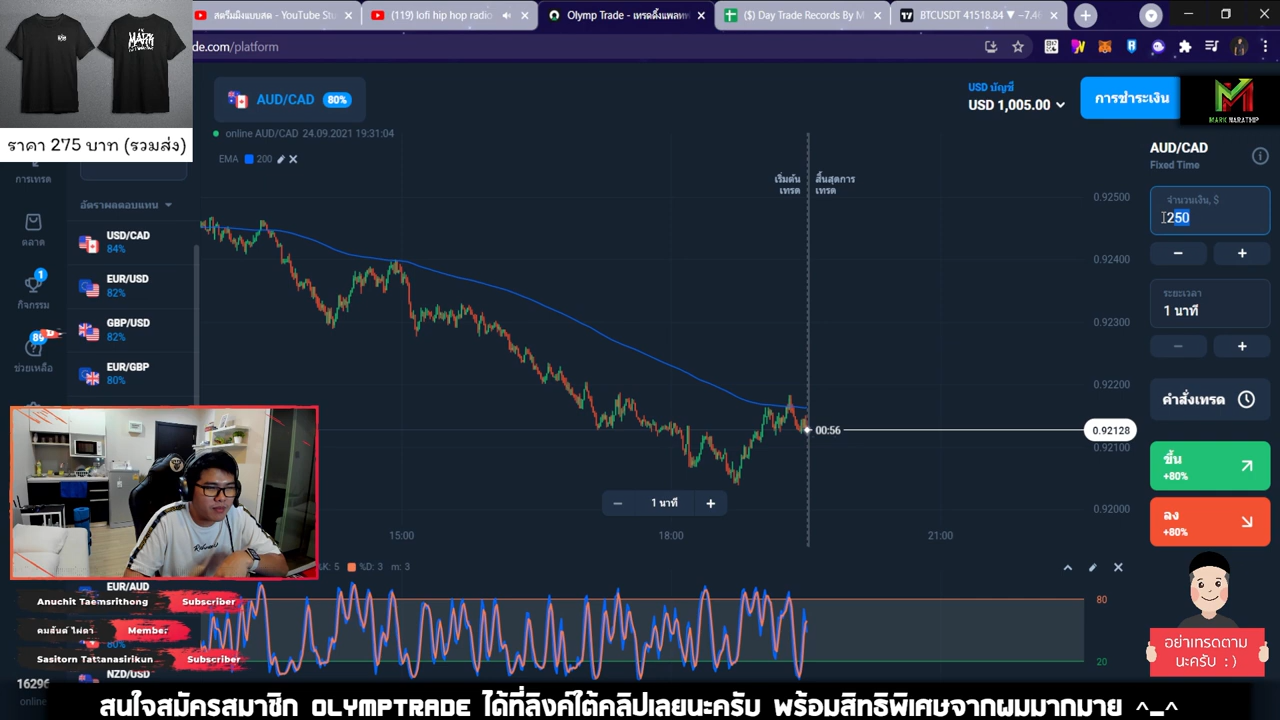 สตรีมมิงแบบสด - YouTube Stu
(119) lofi hip hop radio
Olymp Trade - เทรดดิ้งแพลทฟ
($) Day Trade Records By M
BTCUSDT 41518.84 ▼ −7.4
de.com/platform
MARK
ราคา 275 บาท (รวมส่ง)
AUD/CAD 80%
USD บัญชี
USD 1,005.00
การชำระเงิน
MARK NARATHIP
online AUD/CAD 24.09.2021 19:31:04
EMA 200
เริ่มต้น
เทรด
สิ้นสุดการ
เทรด
การเทรด
ตลาด
กิจกรรม
1
ช่วยเหลือ
89
อัตราผลตอบแทน
USD/CAD
84%
EUR/USD
82%
GBP/USD
82%
EUR/GBP
80%
EUR/AUD
80%
NZD/USD
16296
online
0.92500
0.92400
0.92300
0.92200
0.92128
0.92100
0.92000
00:56
1 นาที
15:00
18:00
21:00
%K: 5 %D: 3 m: 3
80
20
AUD/CAD
Fixed Time
จำนวนเงิน, $
250
ระยะเวลา
1 นาที
คำสั่งเทรด
ขึ้น
+80%
ลง
+80%
Anuchit Taemsrithong Subscriber
คมสันต์ ไผ่ดา Member
Sasitorn Tattanasirikun Subscriber
อย่าเทรดตาม
นะครับ : )
สนใจสมัครสมาชิก OLYMPTRADE ได้ที่ลิงค์ใต้คลิปเลยนะครับ พร้อมสิทธิพิเศษจากผมมากมาย ^_^